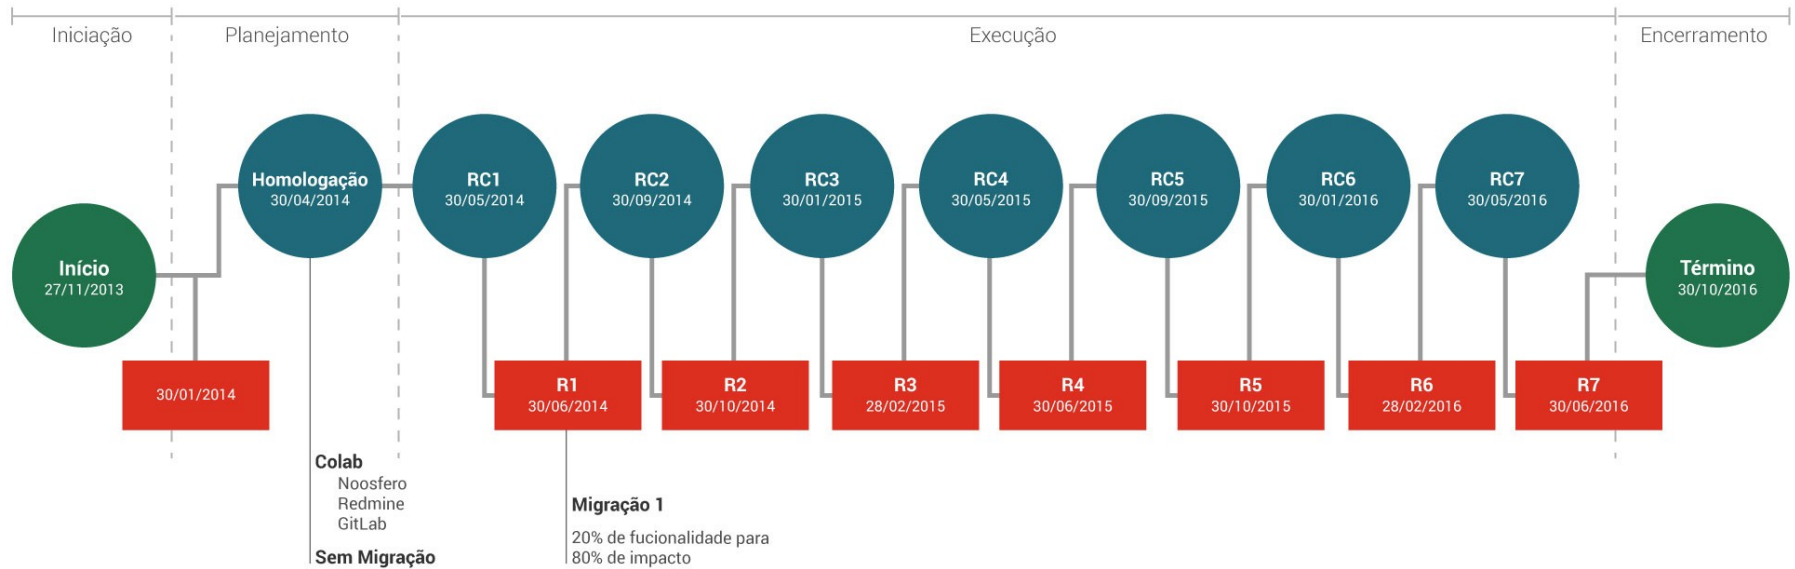 Iniciação
Planejamento
Execução
Encerramento
Início
27/11/2013
30/01/2014
Homologação
30/04/2014
RC1
30/05/2014
RC2
30/09/2014
RC3
30/01/2015
RC4
30/05/2015
RC5
30/09/2015
RC6
30/01/2016
RC7
30/05/2016
Término
30/10/2016
R1
30/06/2014
R2
30/10/2014
R3
28/02/2015
R4
30/06/2015
R5
30/10/2015
R6
28/02/2016
R7
30/06/2016
Colab
Noosfero
Redmine
GitLab
Sem Migração
Migração 1
20% de fucionalidade para
80% de impacto